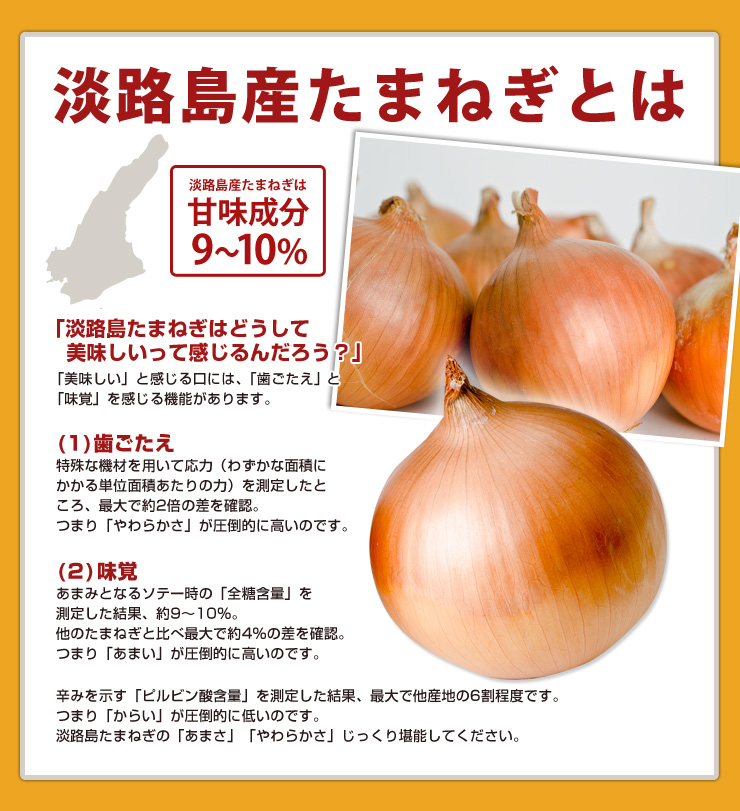 淡路島産たまねぎとは
淡路島産たまねぎは
甘味成分
9~10%
「淡路島たまねぎはどうして
美味しいって感じるんだろう？」
「美味しい」と感じる口には、「歯ごたえ」と
「味覚」を感じる機能があります。
(1)歯ごたえ
特殊な機材を用いて応力（わずかな面積に
かかる単位面積あたりの力）を測定したと
ころ、最大で約2倍の差を確認。
つまり「やわらかさ」が圧倒的に高いのです。
(2)味覚
あまみとなるソテー時の「全糖含量」を
測定した結果、約9〜10%。
他のたまねぎと比べ最大で約4%の差を確認。
つまり「あまい」が圧倒的に高いのです。
辛みを示す「ピルビン酸含量」を測定した結果、最大で他産地の6割程度です。
つまり「からい」が圧倒的に低いのです。
淡路島たまねぎの「あまさ」「やわらかさ」じっくり堪能してください。